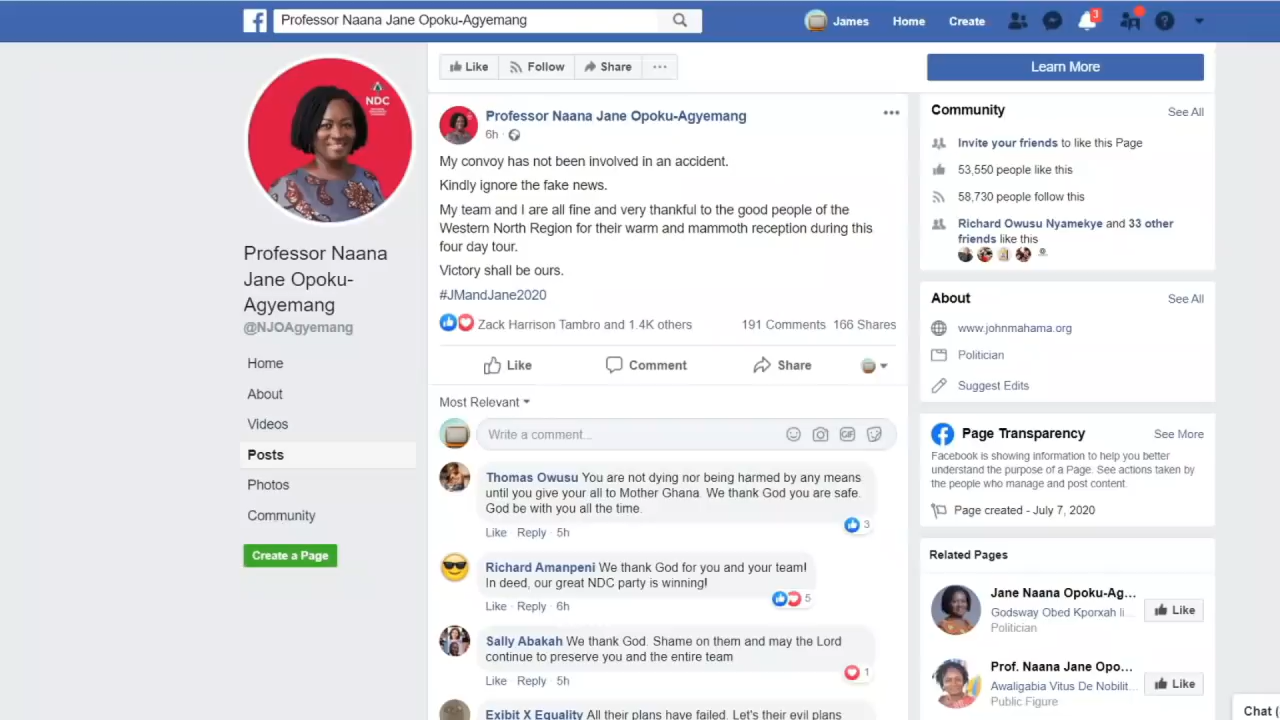 Professor Naana Jane Opoku-Agyemang
James
Home
Create
3
NDC
Professor Naana
Jane Opoku-
Agyemang
@NJOAgyemang
Home
About
Videos
Posts
Photos
Community
Create a Page
Like
Follow
Share
Professor Naana Jane Opoku-Agyemang
6h ·
My convoy has not been involved in an accident.
Kindly ignore the fake news.
My team and I are all fine and very thankful to the good people of the
Western North Region for their warm and mammoth reception during this
four day tour.
Victory shall be ours.
#JMandJane2020
Zack Harrison Tambro and 1.4K others
191 Comments 166 Shares
Like
Comment
Share
Most Relevant
Write a comment...
GIF
Thomas Owusu You are not dying nor being harmed by any means
until you give your all to Mother Ghana. We thank God you are safe.
God be with you all the time.
3
Like · Reply · 5h
Richard Amanpeni We thank God for you and your team!
In deed, our great NDC party is winning!
5
Like · Reply · 6h
Sally Abakah We thank God. Shame on them and may the Lord
continue to preserve you and the entire team
1
Like · Reply · 5h
Exibit X Equality All their plans have failed. Let's their evil plans
Learn More
Community
See All
Invite your friends to like this Page
53,550 people like this
58,730 people follow this
Richard Owusu Nyamekye and 33 other
friends like this
About
See All
www.johnmahama.org
Politician
Suggest Edits
Page Transparency
See More
Facebook is showing information to help you better
understand the purpose of a Page. See actions taken by
the people who manage and post content.
Page created - July 7, 2020
Related Pages
Jane Naana Opoku-Ag...
Godsway Obed Kporxah li...
Politician
Like
Prof. Naana Jane Opo...
Awaligabia Vitus De Nobilit...
Public Figure
Like
Chat (